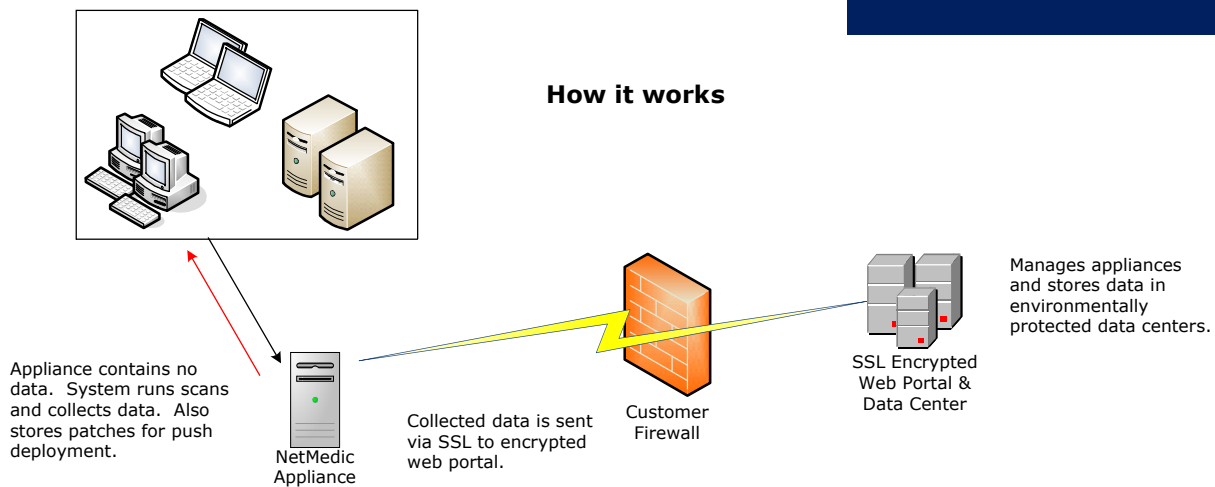 How it works
Manages appliances
and stores data in
environmentally
protected data centers.
SSL Encrypted
Web Portal &
Data Center
Appliance contains no
data. System runs scans
and collects data. Also
stores patches for push
deployment.
NetMedic
Appliance
Collected data is sent
via SSL to encrypted
web portal.
Customer
Firewall